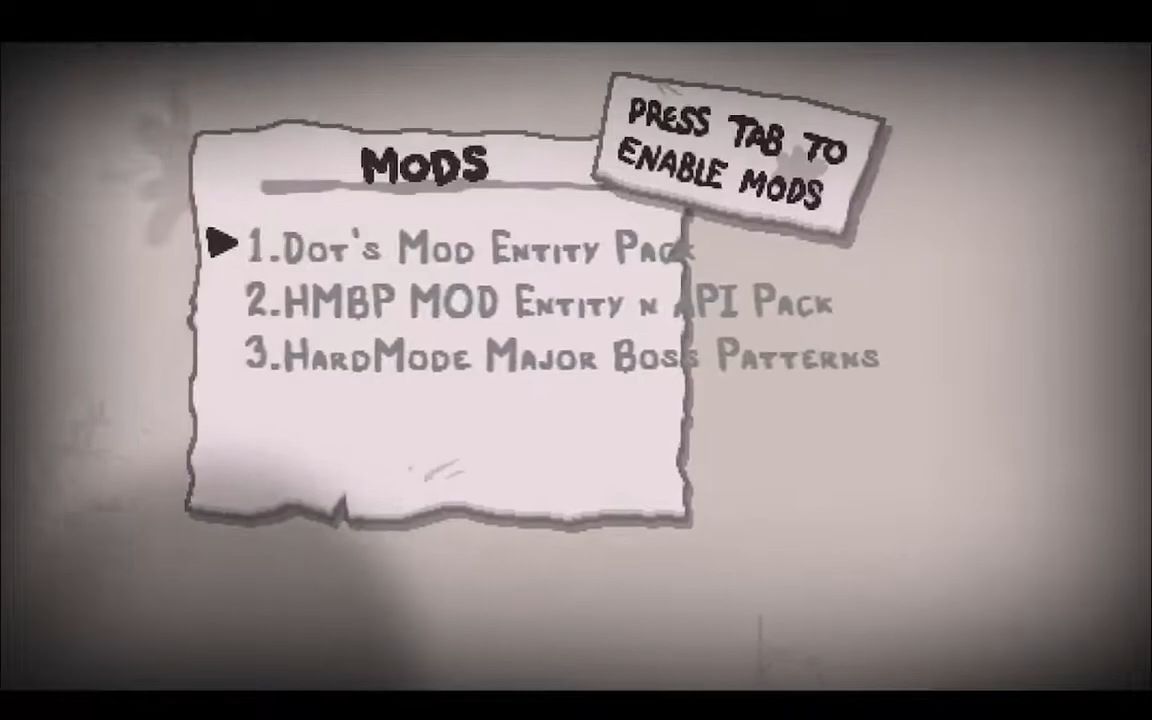 PRESS TAB TO
ENABLE MODS
MODS
1.Dot's Mod Entity Pack
2.HMBP MOD Entity n API Pack
3.HardMode Major Boss Patterns